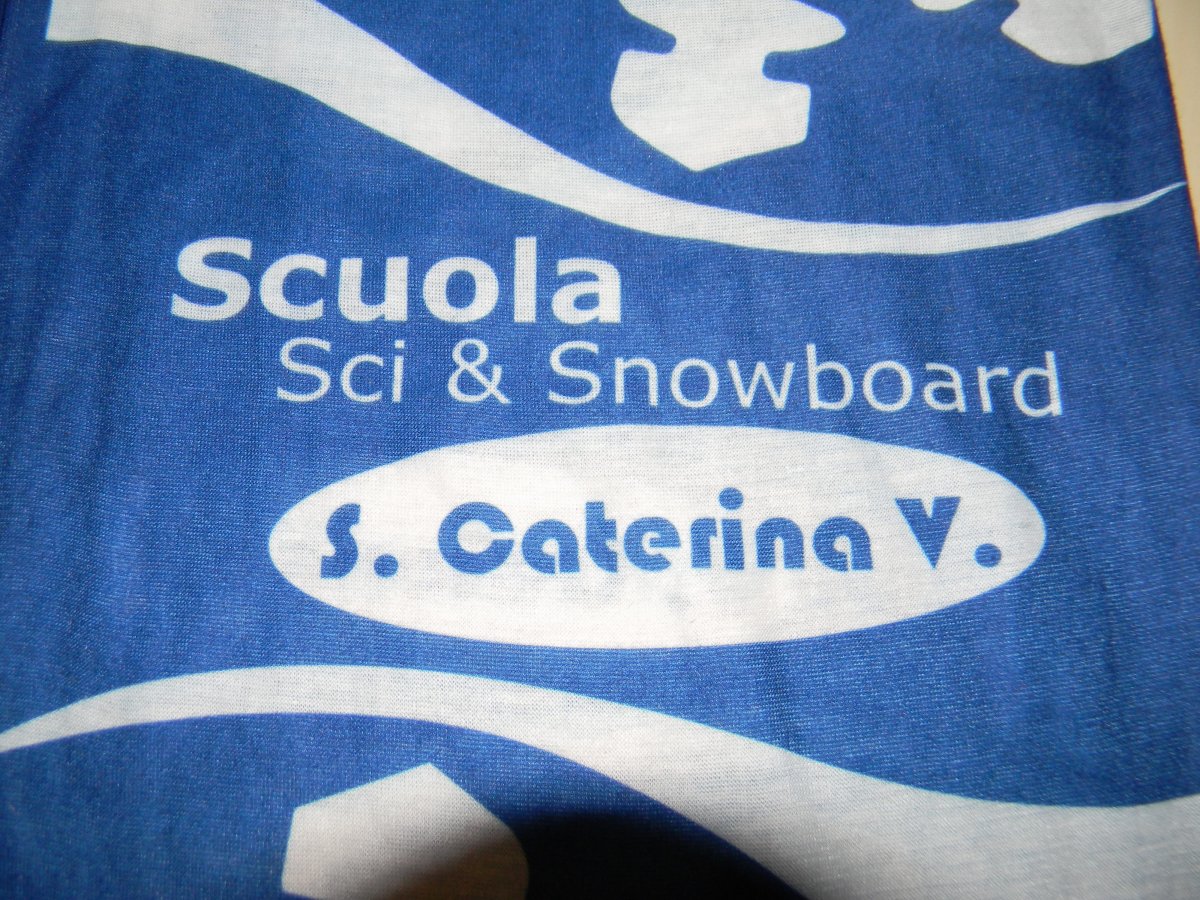 Scuola
Sci & Snowboard
S. Caterina V.